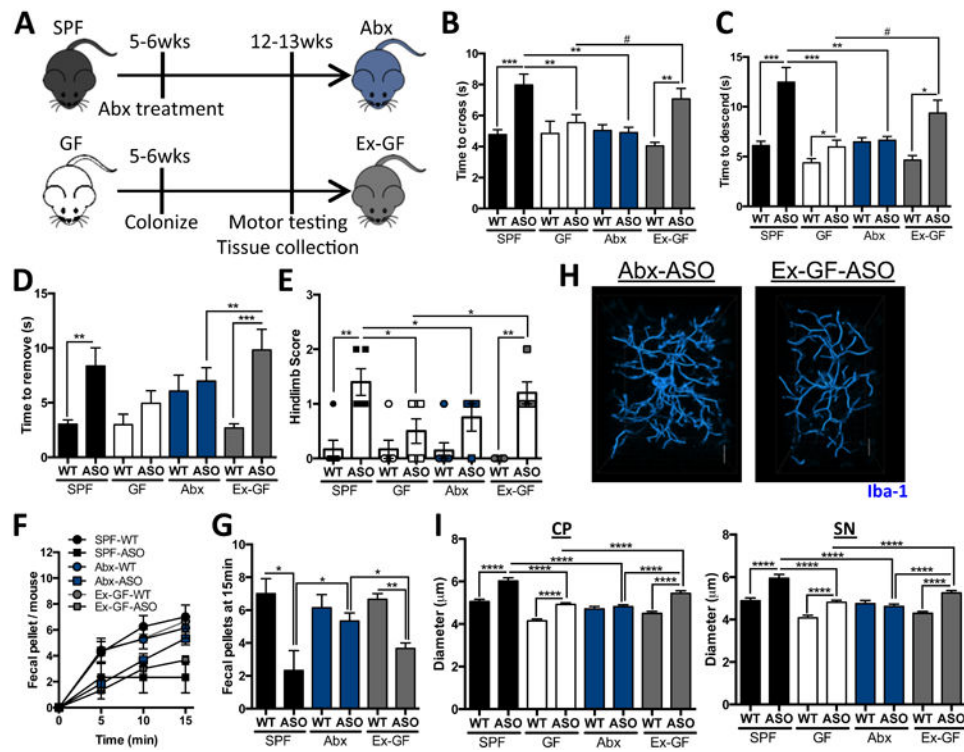 A
SPF
5-6wks
12-13wks
Abx
Abx treatment
GF
5-6wks
Ex-GF
Colonize
Motor testing
Tissue collection
B
Time to cross (s)
10
8
6
4
2
0
***
**
**
#
**
WT ASO WT ASO WT ASO WT ASO
SPF GF Abx Ex-GF
C
Time to descend (s)
15
10
5
0
***
***
**
#
*
*
WT ASO WT ASO WT ASO WT ASO
SPF GF Abx Ex-GF
D
Time to remove (s)
15
10
5
0
**
**
***
WT ASO WT ASO WT ASO WT ASO
SPF GF Abx Ex-GF
E
Hindlimb Score
3
2
1
0
**
*
*
*
**
WT ASO WT ASO WT ASO WT ASO
SPF GF Abx Ex-GF
H
Abx-ASO
Ex-GF-ASO
Iba-1
F
SPF-WT
SPF-ASO
Abx-WT
Abx-ASO
Ex-GF-WT
Ex-GF-ASO
Fecal pellet / mouse
8
6
4
2
0
0 5 10 15
Time (min)
G
Fecal pellets at 15min
*
*
*
**
WT ASO WT ASO WT ASO
SPF Abx Ex-GF
I
CP
Diameter (μm)
8
6
4
2
0
****
****
****
****
****
****
****
WT ASO WT ASO WT ASO WT ASO
SPF GF Abx Ex-GF
SN
Diameter (μm)
8
6
4
2
0
****
****
****
****
****
****
****
WT ASO WT ASO WT ASO WT ASO
SPF GF Abx Ex-GF